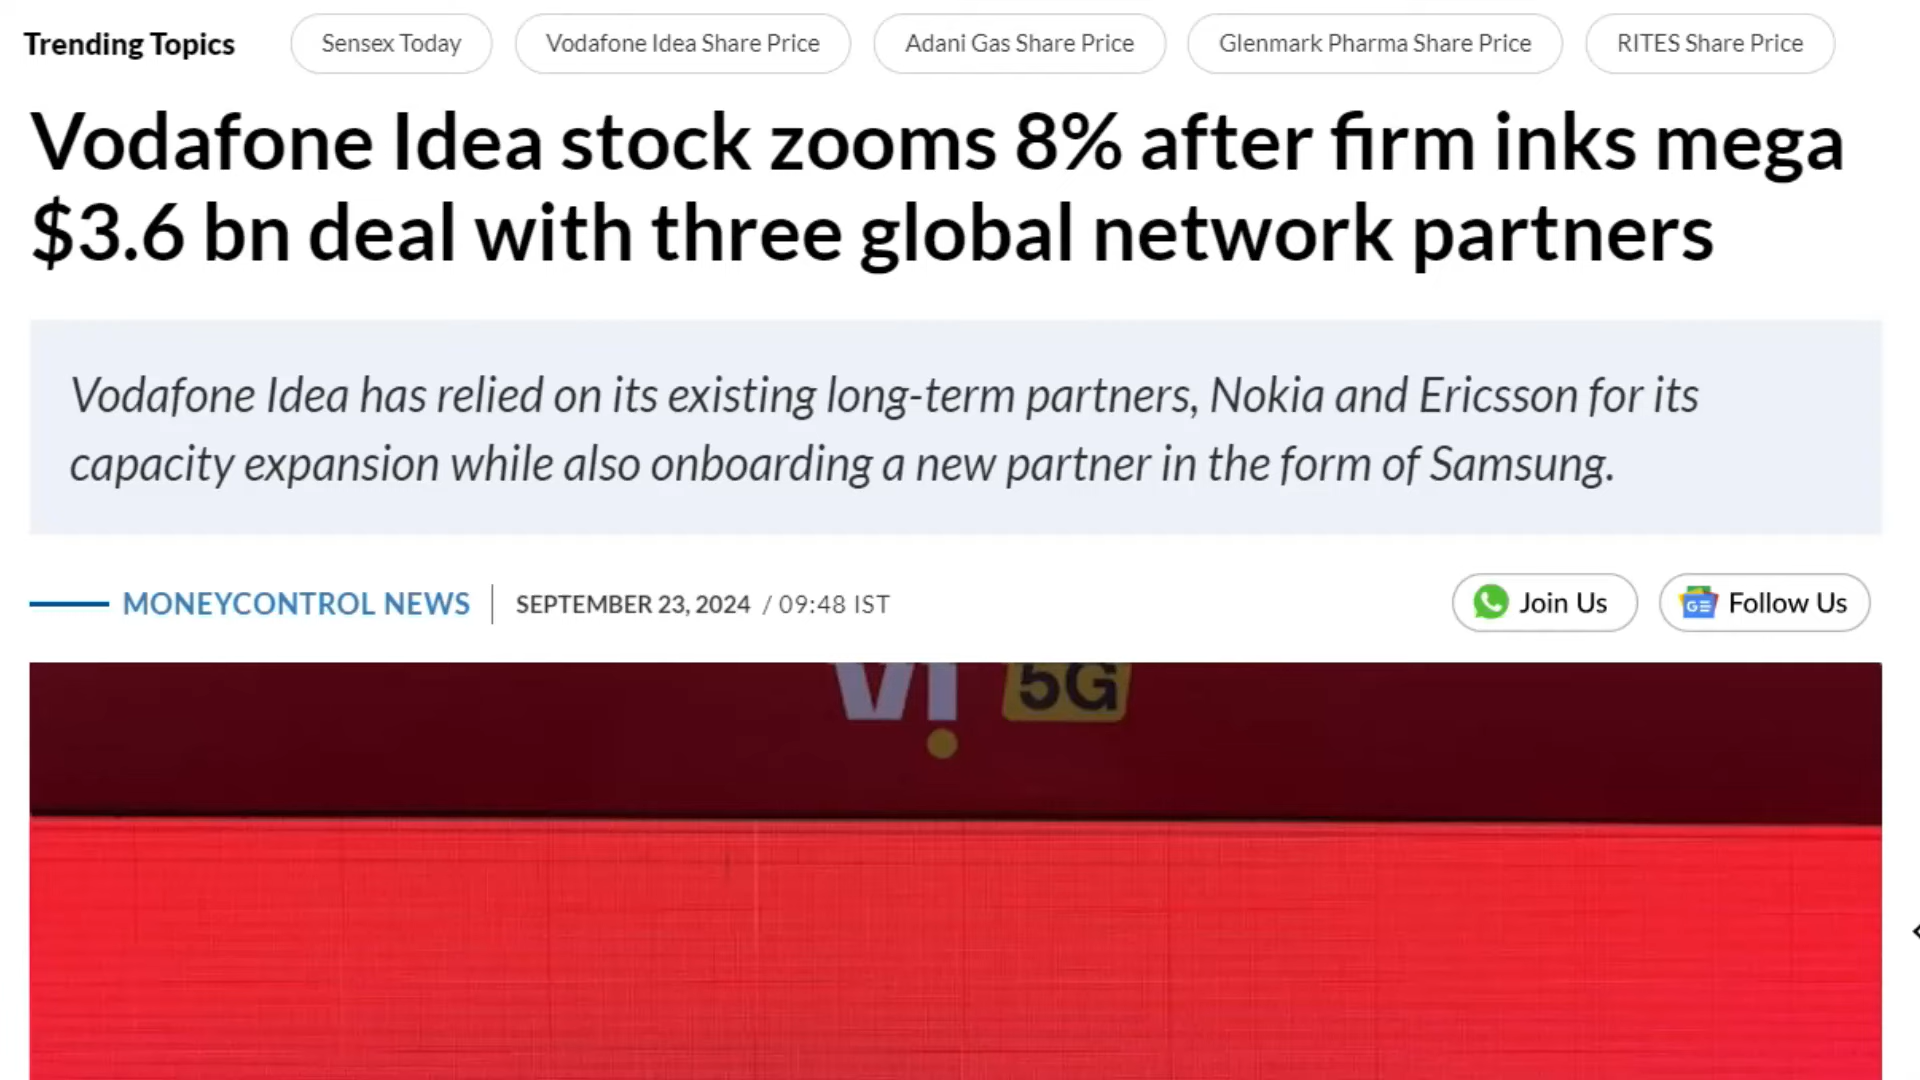 Trending Topics
Sensex Today
Vodafone Idea Share Price
Adani Gas Share Price
Glenmark Pharma Share Price
RITES Share Price
Vodafone Idea stock zooms 8% after firm inks mega
$3.6 bn deal with three global network partners
Vodafone Idea has relied on its existing long-term partners, Nokia and Ericsson for its
capacity expansion while also onboarding a new partner in the form of Samsung.
MONEYCONTROL NEWS
SEPTEMBER 23, 2024 / 09:48 IST
Join Us
GE Follow Us
VI 5G